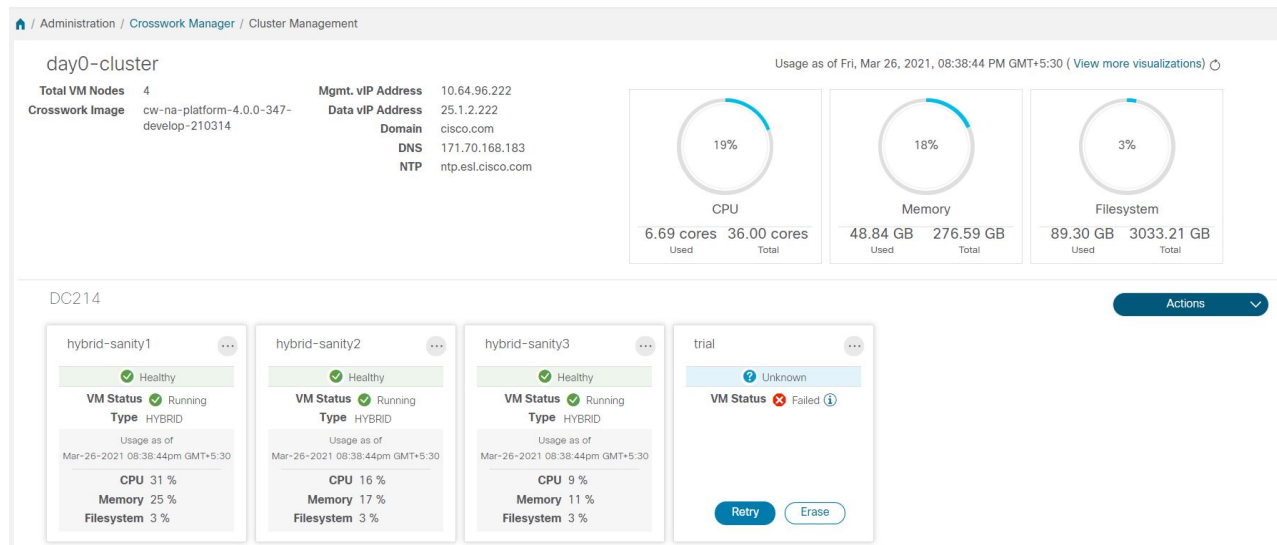 / Administration / Crosswork Manager / Cluster Management
day0-cluster
Usage as of Fri, Mar 26, 2021, 08:38:44 PM GMT+5:30 ( View more visualizations)
Total VM Nodes 4
Crosswork Image cw-na-platform-4.0.0-347-
develop-210314
Mgmt. vIP Address 10.64.96.222
Data vIP Address 25.1.2.222
Domain cisco.com
DNS 171.70.168.183
NTP ntp.esl.cisco.com
19%
CPU
6.69 cores 36.00 cores
Used Total
18%
Memory
48.84 GB 276.59 GB
Used Total
3%
Filesystem
89.30 GB 3033.21 GB
Used Total
DC214
Actions
hybrid-sanity1
Healthy
VM Status Running
Type HYBRID
Usage as of
Mar-26-2021 08:38:44pm GMT+5:30
CPU 31 %
Memory 25 %
Filesystem 3 %
hybrid-sanity2
Healthy
VM Status Running
Type HYBRID
Usage as of
Mar-26-2021 08:38:44pm GMT+5:30
CPU 16 %
Memory 17 %
Filesystem 3 %
hybrid-sanity3
Healthy
VM Status Running
Type HYBRID
Usage as of
Mar-26-2021 08:38:44pm GMT+5:30
CPU 9 %
Memory 11 %
Filesystem 3 %
trial
Unknown
VM Status Failed
Retry Erase